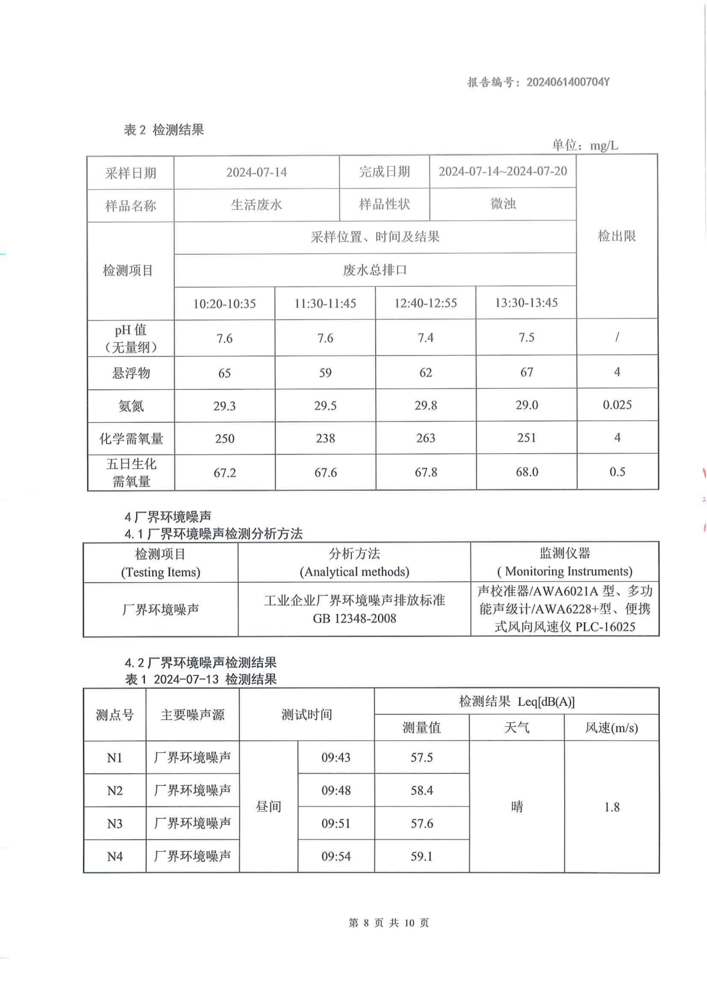 报告编号：2024061400704Y
表2 检测结果
单位：mg/L
采样日期 2024-07-14 完成日期 2024-07-14~2024-07-20 检出限
样品名称 生活废水 样品性状 微浊
检测项目 采样位置、时间及结果
废水总排口
10:20-10:35 11:30-11:45 12:40-12:55 13:30-13:45
pH 值
（无量纲） 7.6 7.6 7.4 7.5 /
悬浮物 65 59 62 67 4
氨氮 29.3 29.5 29.8 29.0 0.025
化学需氧量 250 238 263 251 4
五日生化
需氧量 67.2 67.6 67.8 68.0 0.5
4厂界环境噪声
4.1厂界环境噪声检测分析方法
检测项目 分析方法 监测仪器
(Testing Items) (Analytical methods) ( Monitoring Instruments)
厂界环境噪声 工业企业厂界环境噪声排放标准
GB 12348-2008
声校准器/AWA6021A 型、多功
能声级计/AWA6228+型、便携
式风向风速仪 PLC-16025
4.2厂界环境噪声检测结果
表1 2024-07-13 检测结果
测点号 主要噪声源 测试时间 检测结果 Leq[dB(A)]
测量值 天气 风速(m/s)
N1 厂界环境噪声 昼间 09:43 57.5 晴 1.8
N2 厂界环境噪声 09:48 58.4
N3 厂界环境噪声 09:51 57.6
N4 厂界环境噪声 09:54 59.1
第 8 页 共 10 页